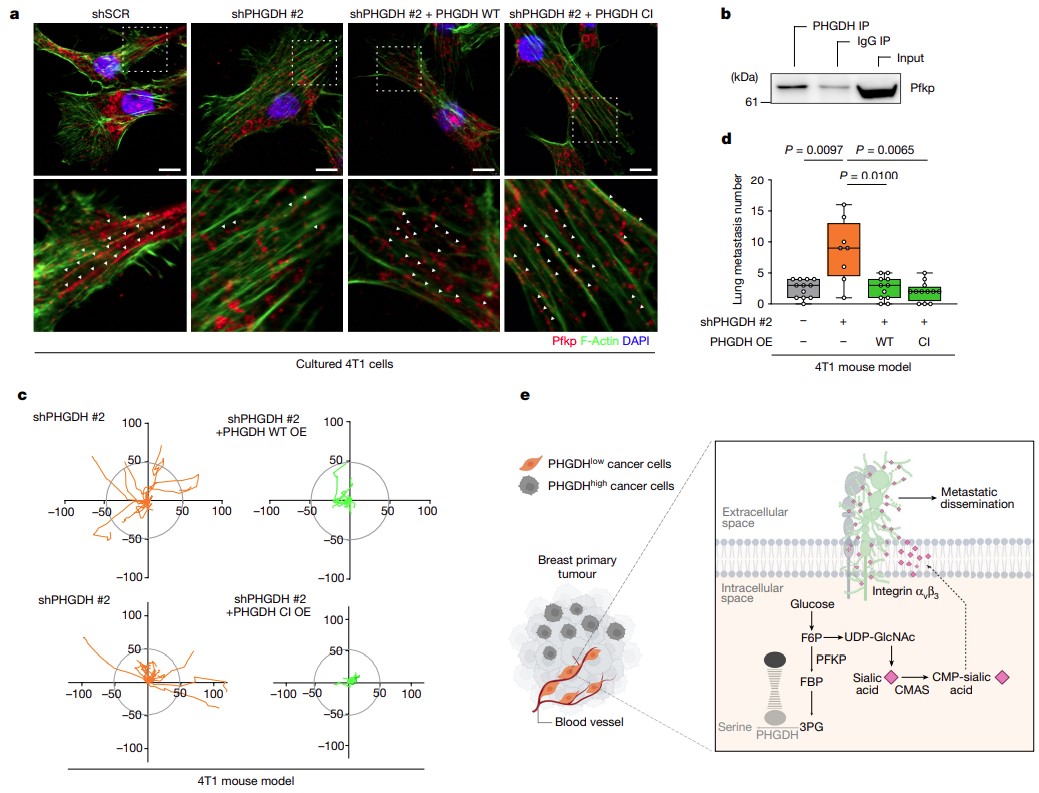 a
shSCR
shPHGDH #2
shPHGDH #2 + PHGDH WT
shPHGDH #2 + PHGDH CI
Pfkp F-Actin DAPI
Cultured 4T1 cells
b
PHGDH IP
IgG IP
Input
(kDa)
61
Pfkp
d
P = 0.0097
P = 0.0065
P = 0.0100
Lung metastasis number
20
15
10
5
0
shPHGDH #2 – + + +
PHGDH OE – – WT CI
4T1 mouse model
c
shPHGDH #2
100
50
−100 −50 50 100
−50
−100
shPHGDH #2
+PHGDH WT OE
100
50
−100 −50 50 100
−50
−100
shPHGDH #2
100
50
−100 −50 50 100
−50
−100
shPHGDH #2
+PHGDH CI OE
100
50
−100 −50 50 100
−50
−100
4T1 mouse model
e
PHGDHlow cancer cells
PHGDHhigh cancer cells
Breast primary
tumour
Blood vessel
Extracellular
space
Metastatic
dissemination
Intracellular
space
Integrin αvβ3
Glucose
F6P
UDP-GlcNAc
PFKP
FBP
Sialic
acid
CMAS
CMP-sialic
acid
Serine
PHGDH
3PG